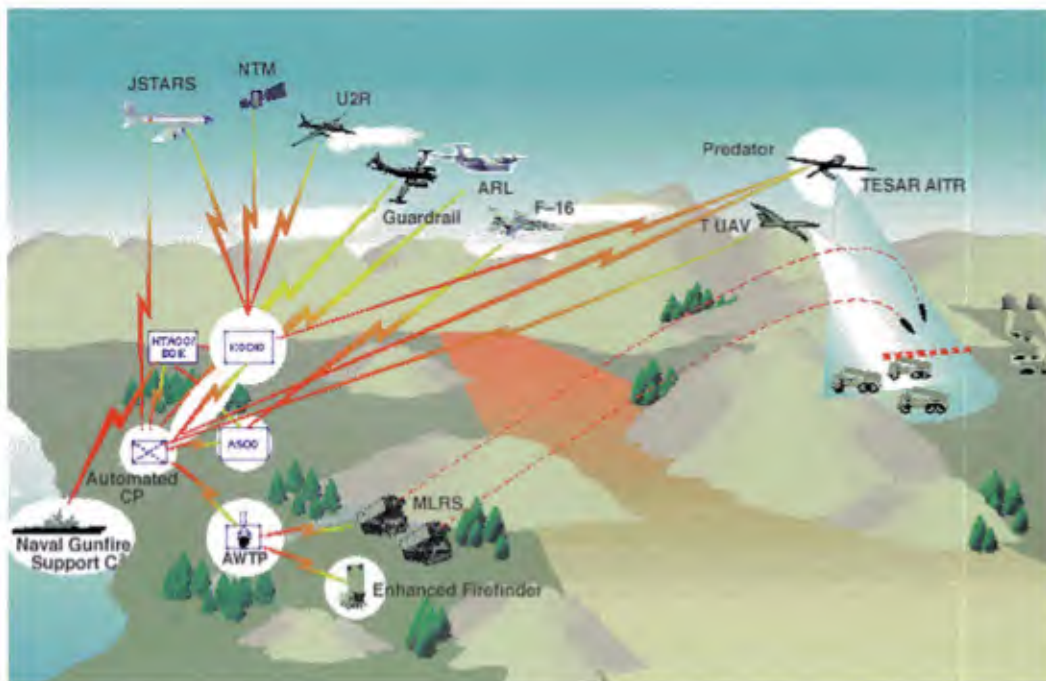 NTM
JSTARS
U2R
Predator
ARL
TESAR AITR
Guardrail
F–16
T UAV
ASOC
Automated
CP
MLRS
Naval Gunfire
Support C²
AWTP
Enhanced Firefinder